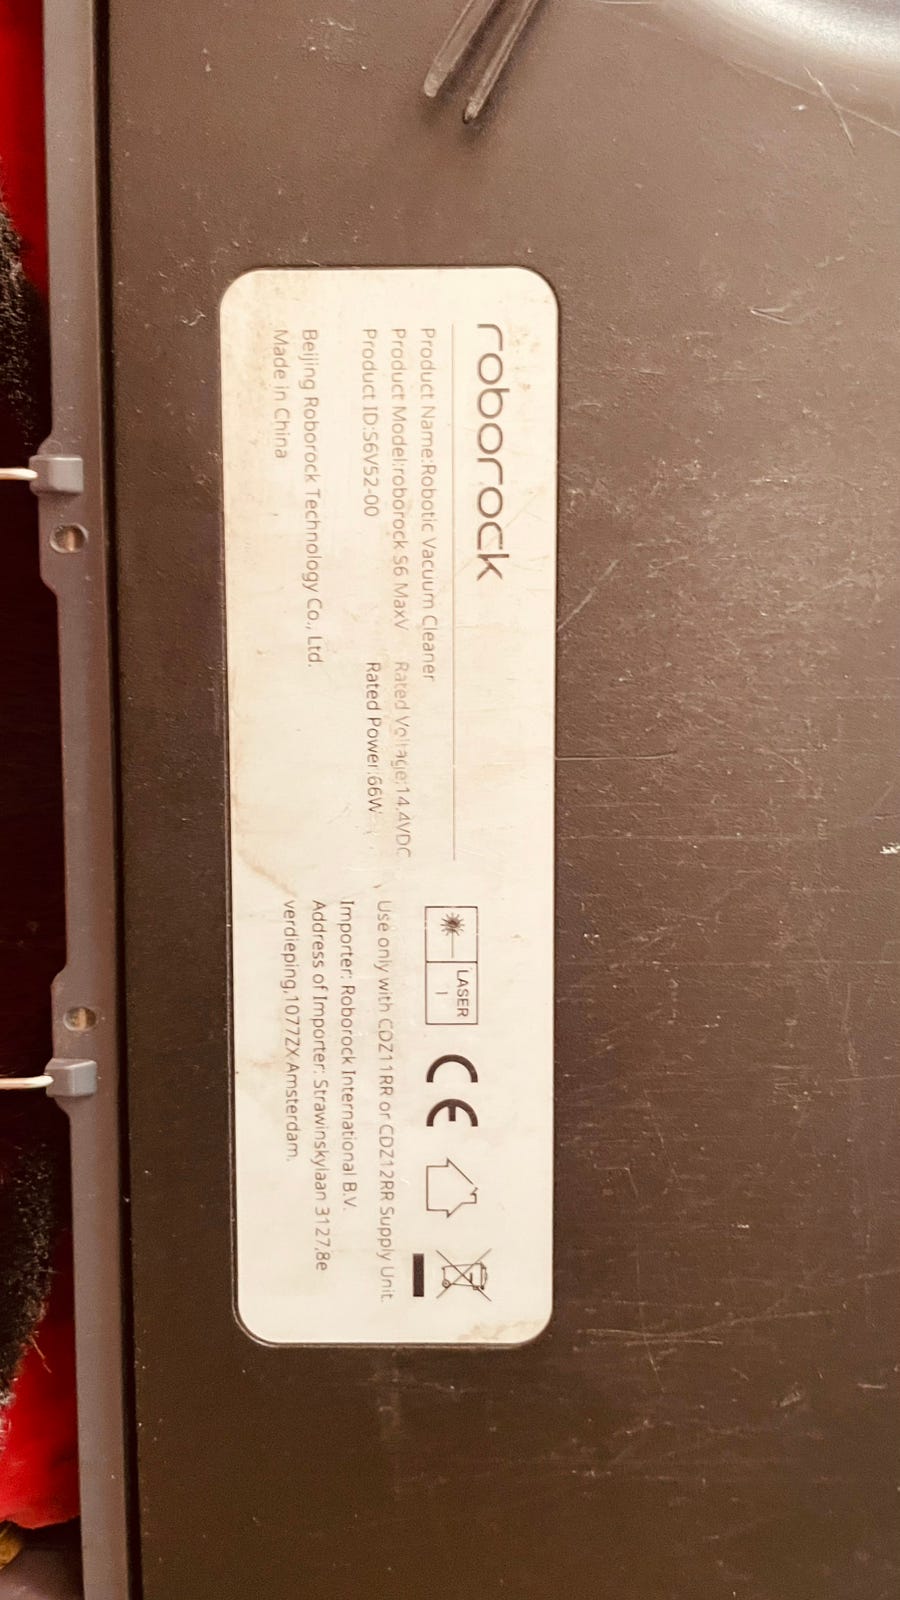 roborock
Product Name:Robotic Vacuum Cleaner
Product Model:roborock S6 MaxV Rated Voltage:14.4VDC
Product ID:S6V52-00 Rated Power:66W
Beijing Roborock Technology Co., Ltd.
Made in China
LASER
1
CE
Use only with CDZ11RR or CDZ12RR Supply Unit.
Importer: Roborock International B.V.
Address of Importer: Strawinskylaan 3127,8e
verdieping,1077ZX Amsterdam.